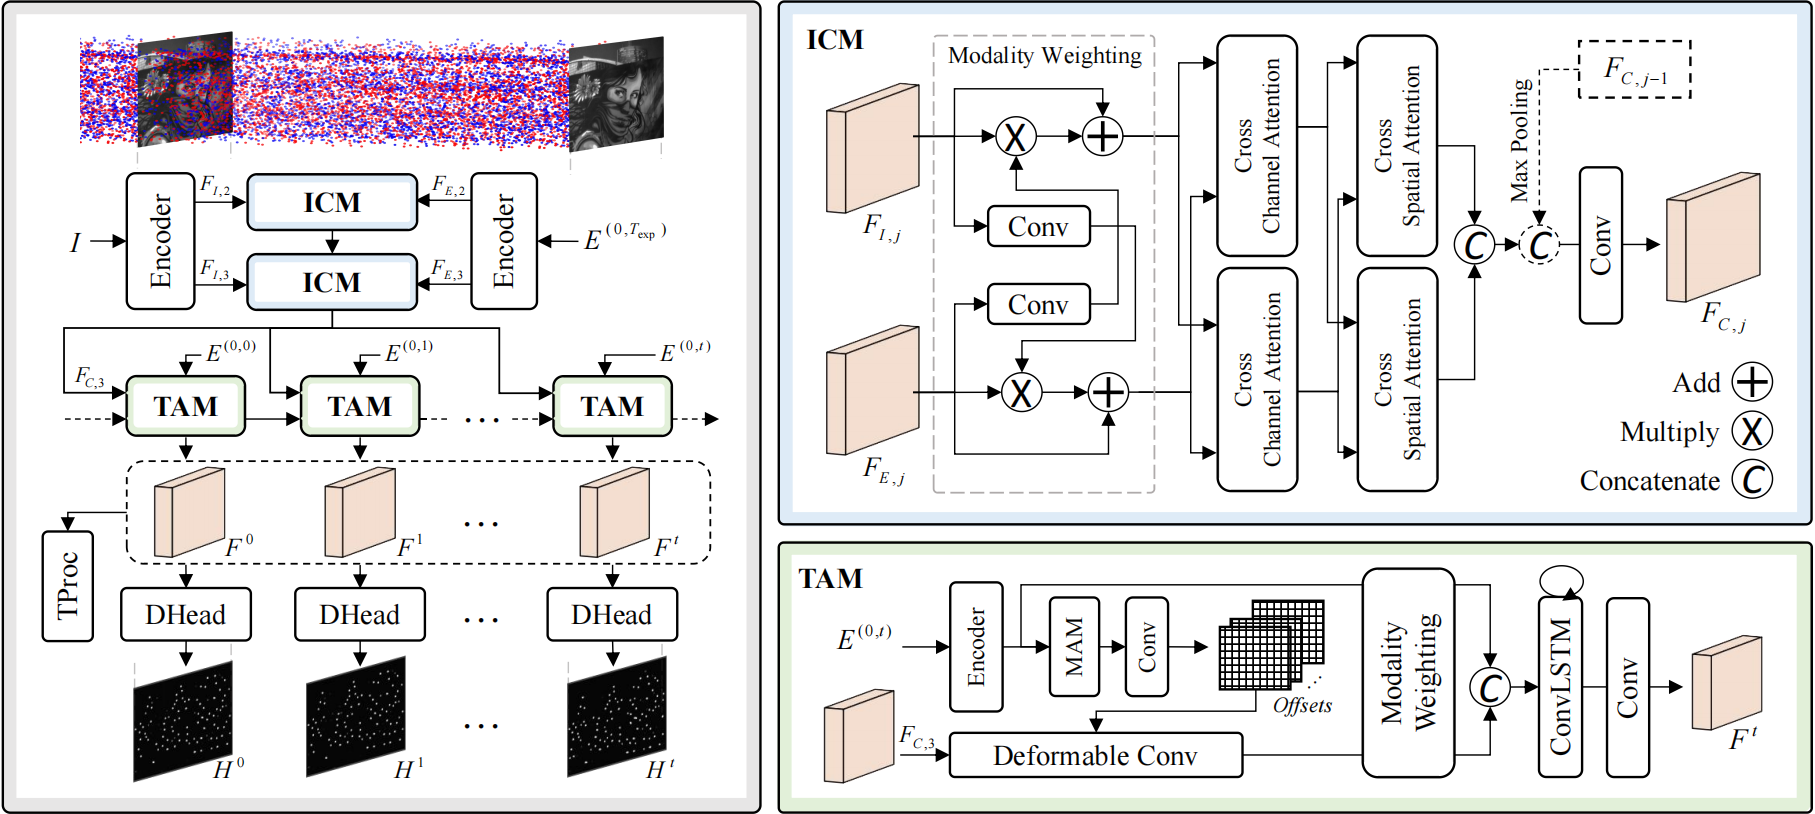 Encoder
F_{I,2}
ICM
F_{E,2}
Encoder
I
E^{(0,T_{exp})}
F_{I,3}
ICM
F_{E,3}
E^{(0,0)}
E^{(0,1)}
E^{(0,t)}
F_{C,3}
TAM
TAM
...
TAM
F^0
F^1
...
F^t
TProc
DHead
DHead
...
DHead
H^0
H^1
...
H^t
ICM
Modality Weighting
F_{C,j-1}
F_{I,j}
X
+
Conv
Conv
X
+
F_{E,j}
Cross
Channel Attention
Cross
Spatial Attention
Cross
Channel Attention
Cross
Spatial Attention
Max Pooling
C
C
Conv
F_{C,j}
Add +
Multiply X
Concatenate C
TAM
E^{(0,t)}
Encoder
MAM
Conv
...
Offsets
F_{C,3}
Deformable Conv
Modality
Weighting
C
ConvLSTM
Conv
F^t